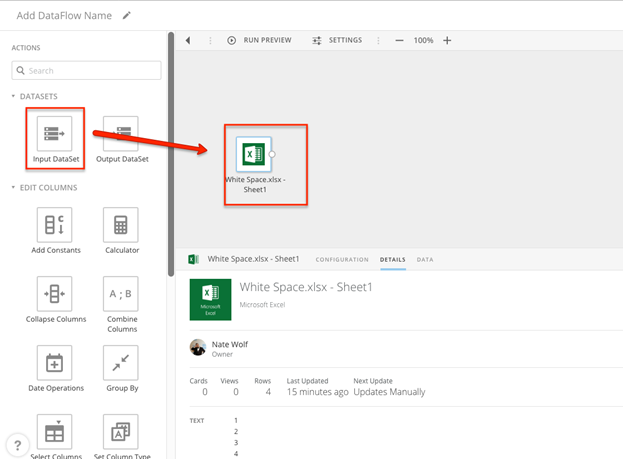 Add DataFlow Name
ACTIONS
Search
DATASETS
Input DataSet
Output DataSet
EDIT COLUMNS
Add Constants
Calculator
Collapse Columns
A ; B
Combine
Columns
Date Operations
Group By
Select Columns
Set Column Type
?
RUN PREVIEW
SETTINGS
100%
White Space.xlsx -
Sheet1
White Space.xlsx - Sheet1
CONFIGURATION
DETAILS
DATA
Microsoft
Excel
White Space.xlsx - Sheet1
Microsoft Excel
Nate Wolf
Owner
Cards Views Rows Last Updated Next Update
0 0 4 15 minutes ago Updates Manually
TEXT 1
2
3
4